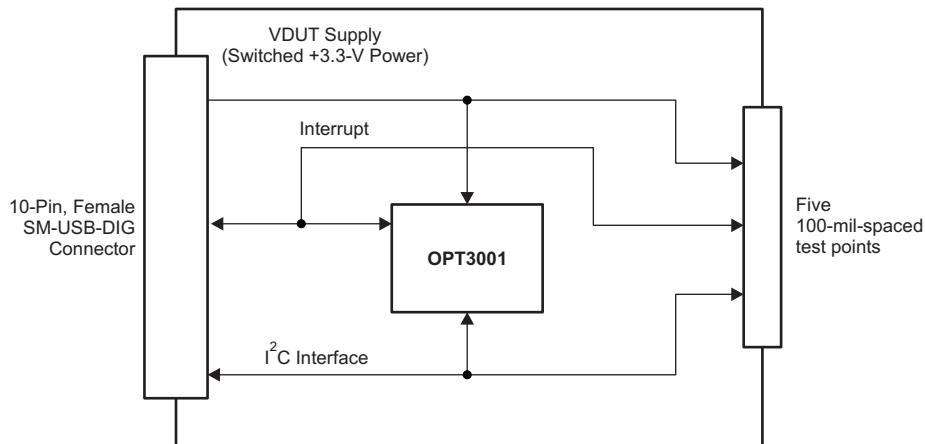 VDUT Supply
(Switched +3.3-V Power)
Interrupt
10-Pin, Female
SM-USB-DIG
Connector
OPT3001
Five
100-mil-spaced
test points
I²C Interface